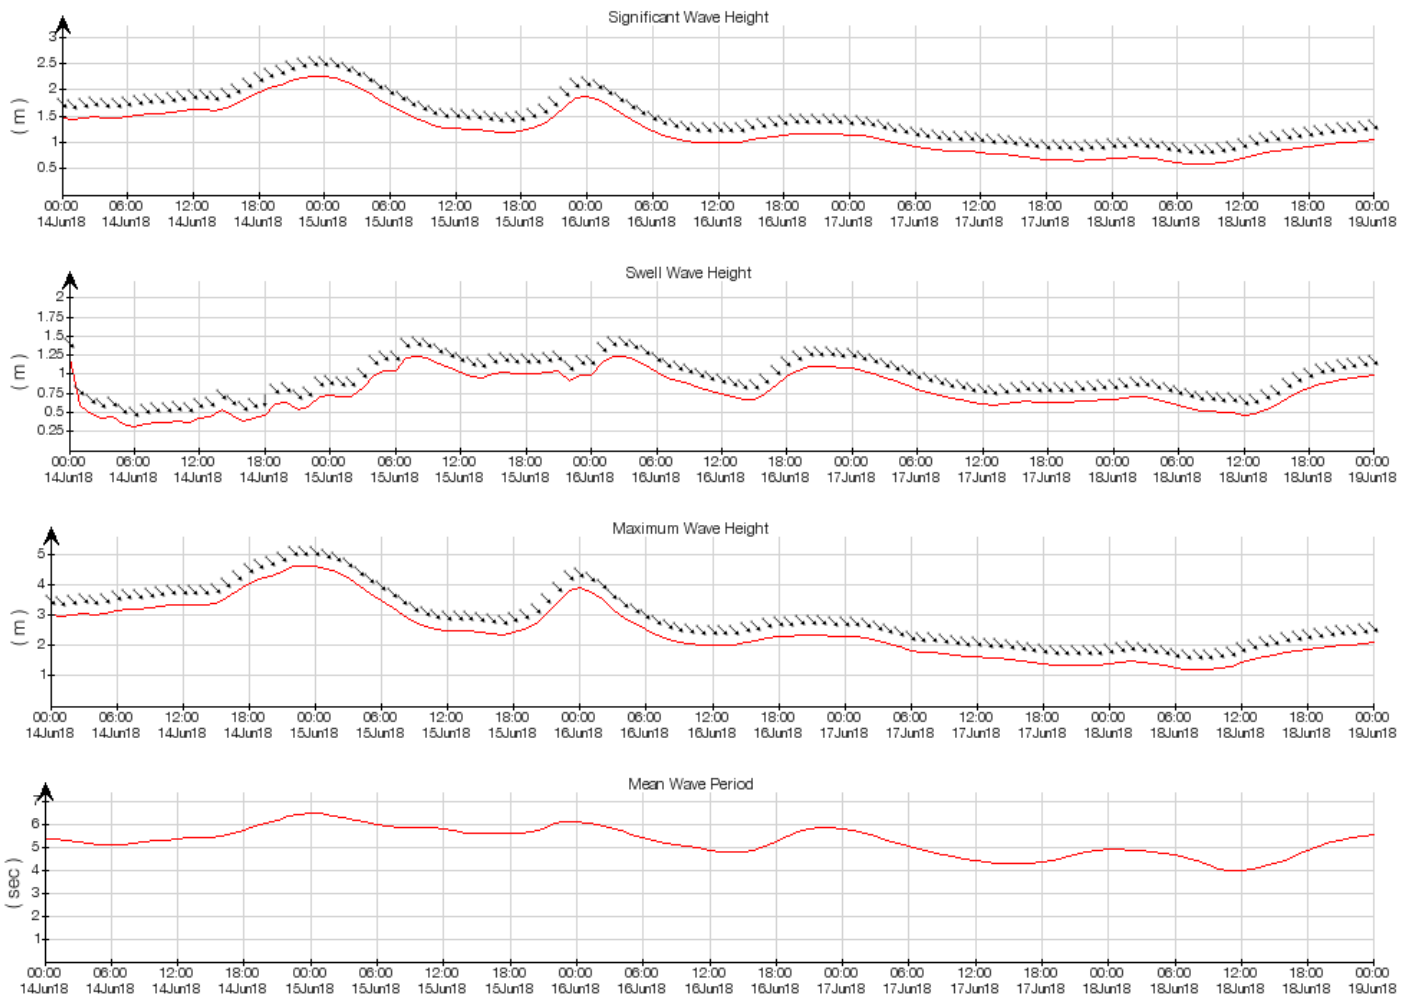 Significant Wave Height
( m )
3
2.5
2
1.5
1
0.5
00:00 06:00 12:00 18:00 00:00 06:00 12:00 18:00 00:00 06:00 12:00 18:00 00:00 06:00 12:00 18:00 00:00 06:00 12:00 18:00 00:00
14Jun18 14Jun18 14Jun18 14Jun18 15Jun18 15Jun18 15Jun18 15Jun18 16Jun18 16Jun18 16Jun18 16Jun18 17Jun18 17Jun18 17Jun18 17Jun18 18Jun18 18Jun18 18Jun18 18Jun18 19Jun18
Swell Wave Height
( m )
2
1.75
1.5
1.25
1
0.75
0.5
0.25
00:00 06:00 12:00 18:00 00:00 06:00 12:00 18:00 00:00 06:00 12:00 18:00 00:00 06:00 12:00 18:00 00:00 06:00 12:00 18:00 00:00
14Jun18 14Jun18 14Jun18 14Jun18 15Jun18 15Jun18 15Jun18 15Jun18 16Jun18 16Jun18 16Jun18 16Jun18 17Jun18 17Jun18 17Jun18 17Jun18 18Jun18 18Jun18 18Jun18 18Jun18 19Jun18
Maximum Wave Height
( m )
5
4
3
2
1
00:00 06:00 12:00 18:00 00:00 06:00 12:00 18:00 00:00 06:00 12:00 18:00 00:00 06:00 12:00 18:00 00:00 06:00 12:00 18:00 00:00
14Jun18 14Jun18 14Jun18 14Jun18 15Jun18 15Jun18 15Jun18 15Jun18 16Jun18 16Jun18 16Jun18 16Jun18 17Jun18 17Jun18 17Jun18 17Jun18 18Jun18 18Jun18 18Jun18 18Jun18 19Jun18
Mean Wave Period
( sec )
7
6
5
4
3
2
1
00:00 06:00 12:00 18:00 00:00 06:00 12:00 18:00 00:00 06:00 12:00 18:00 00:00 06:00 12:00 18:00 00:00 06:00 12:00 18:00 00:00
14Jun18 14Jun18 14Jun18 14Jun18 15Jun18 15Jun18 15Jun18 15Jun18 16Jun18 16Jun18 16Jun18 16Jun18 17Jun18 17Jun18 17Jun18 17Jun18 18Jun18 18Jun18 18Jun18 18Jun18 19Jun18